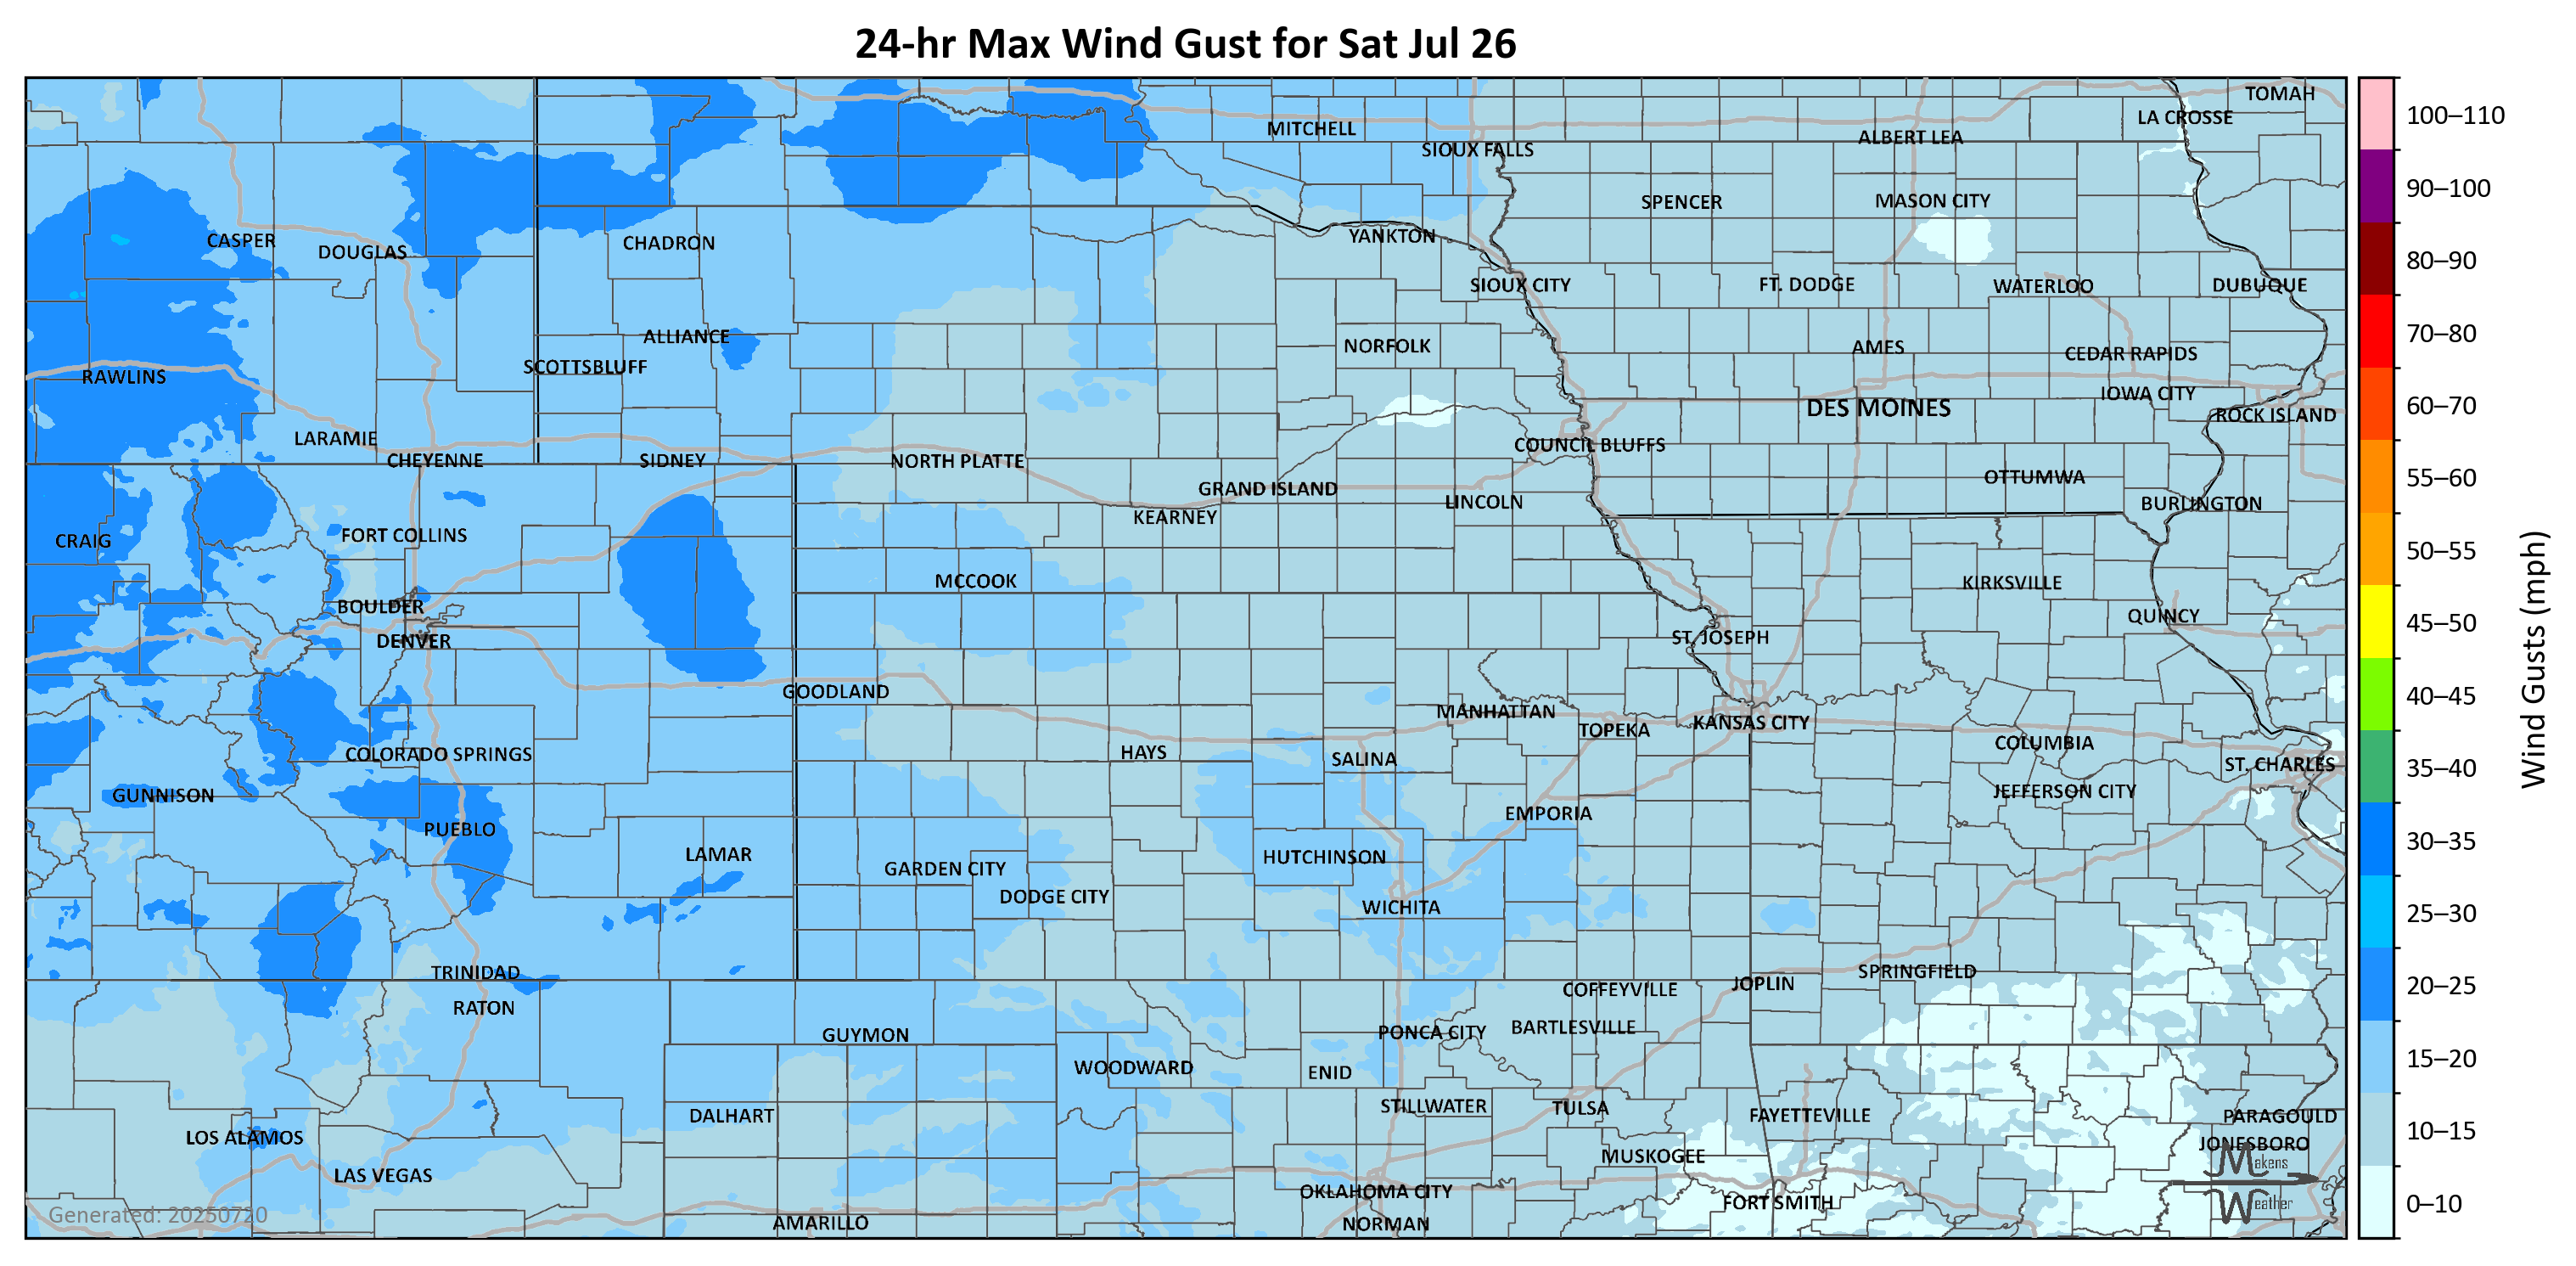 24-hr Max Wind Gust for Sat Jul 26
TOMAH
LA CROSSE
MITCHELL
ALBERT LEA
SIOUX FALLS
SPENCER
MASON CITY
CASPER
DOUGLAS
CHADRON
YANKTON
SIOUX CITY
FT. DODGE
WATERLOO
DUBUQUE
ALLIANCE
NORFOLK
AMES
CEDAR RAPIDS
SCOTTSBLUFF
RAWLINS
IOWA CITY
DES MOINES
ROCK ISLAND
LARAMIE
COUNCIL BLUFFS
CHEYENNE
SIDNEY
NORTH PLATTE
OTTUMWA
GRAND ISLAND
LINCOLN
BURLINGTON
KEARNEY
FORT COLLINS
CRAIG
MCCOOK
KIRKSVILLE
BOULDER
QUINCY
DENVER
ST. JOSEPH
GOODLAND
MANHATTAN
KANSAS CITY
TOPEKA
COLUMBIA
HAYS
COLORADO SPRINGS
SALINA
ST. CHARLES
GUNNISON
JEFFERSON CITY
EMPORIA
PUEBLO
LAMAR
HUTCHINSON
GARDEN CITY
DODGE CITY
WICHITA
TRINIDAD
SPRINGFIELD
JOPLIN
COFFEYVILLE
RATON
BARTLESVILLE
PONCA CITY
GUYMON
WOODWARD
ENID
STILLWATER
TULSA
DALHART
FAYETTEVILLE
PARAGOULD
LOS ALAMOS
JONESBORO
MUSKOGEE
LAS VEGAS
OKLAHOMA CITY
FORT SMITH
AMARILLO
NORMAN
Generated: 20250720
Makens
Weather
100–110
90–100
80–90
70–80
60–70
55–60
50–55
45–50
40–45
35–40
30–35
25–30
20–25
15–20
10–15
0–10
Wind Gusts (mph)